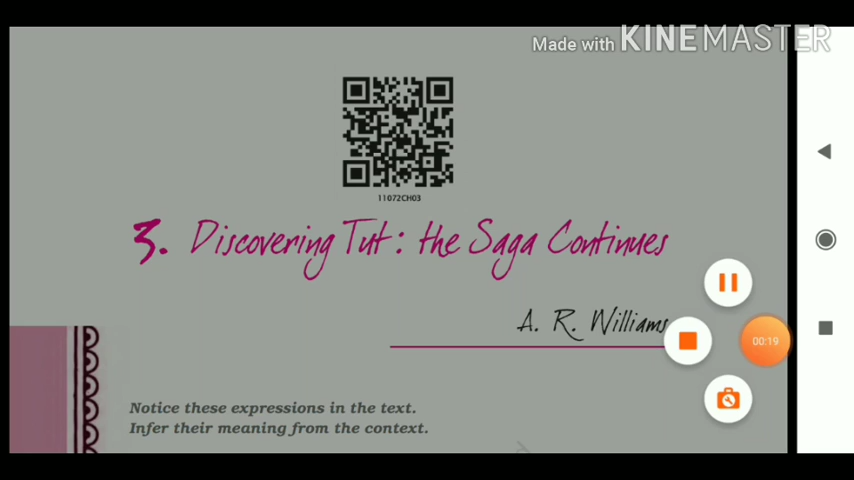 Made with KINEMASTER
11072CH03
3. Discovering Tut : the Saga Continues
A. R. Williams
00:19
Notice these expressions in the text.
Infer their meaning from the context.